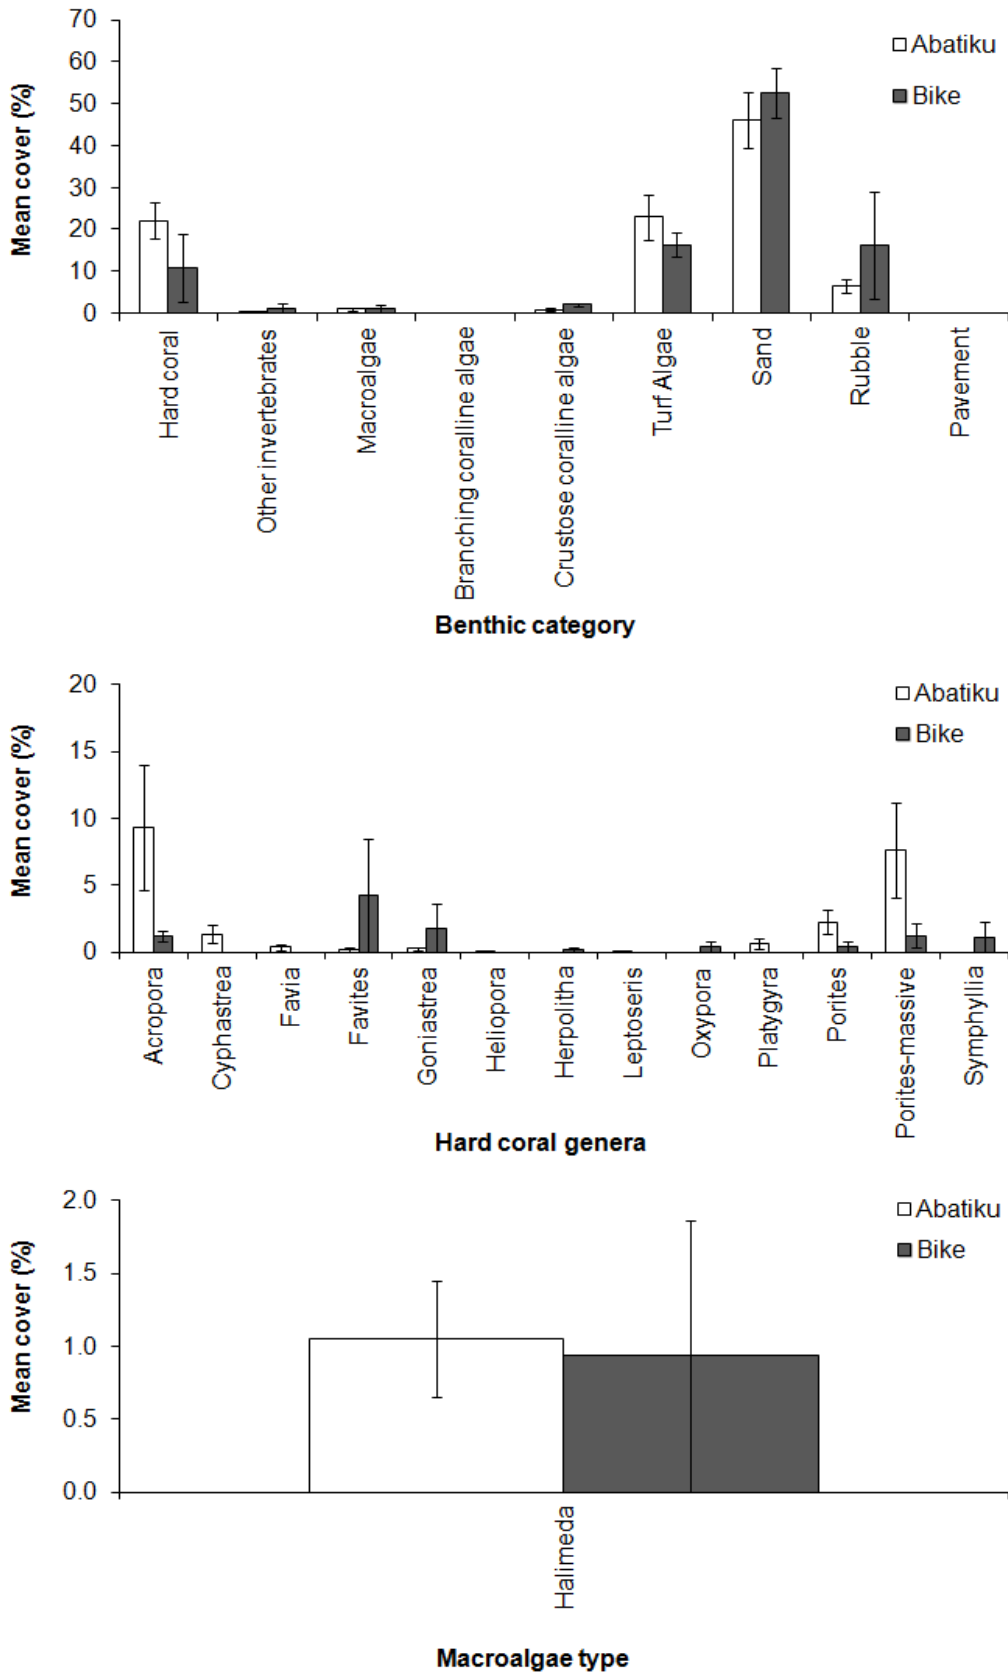 70
60
50
40
30
20
10
0
Mean cover (%)
Abatiku
Bike
Hard coral
Other invertebrates
Macroalgae
Branching coralline algae
Crustose coralline algae
Turf Algae
Sand
Rubble
Pavement
Benthic category
20
15
10
5
0
Mean cover (%)
Abatiku
Bike
Acropora
Cyphastrea
Favia
Favites
Goniastrea
Heliopora
Herpolitha
Leptoseris
Oxypora
Platygyra
Porites
Porites-massive
Symphyllia
Hard coral genera
2.0
1.5
1.0
0.5
0.0
Mean cover (%)
Abatiku
Bike
Halimeda
Macroalgae type